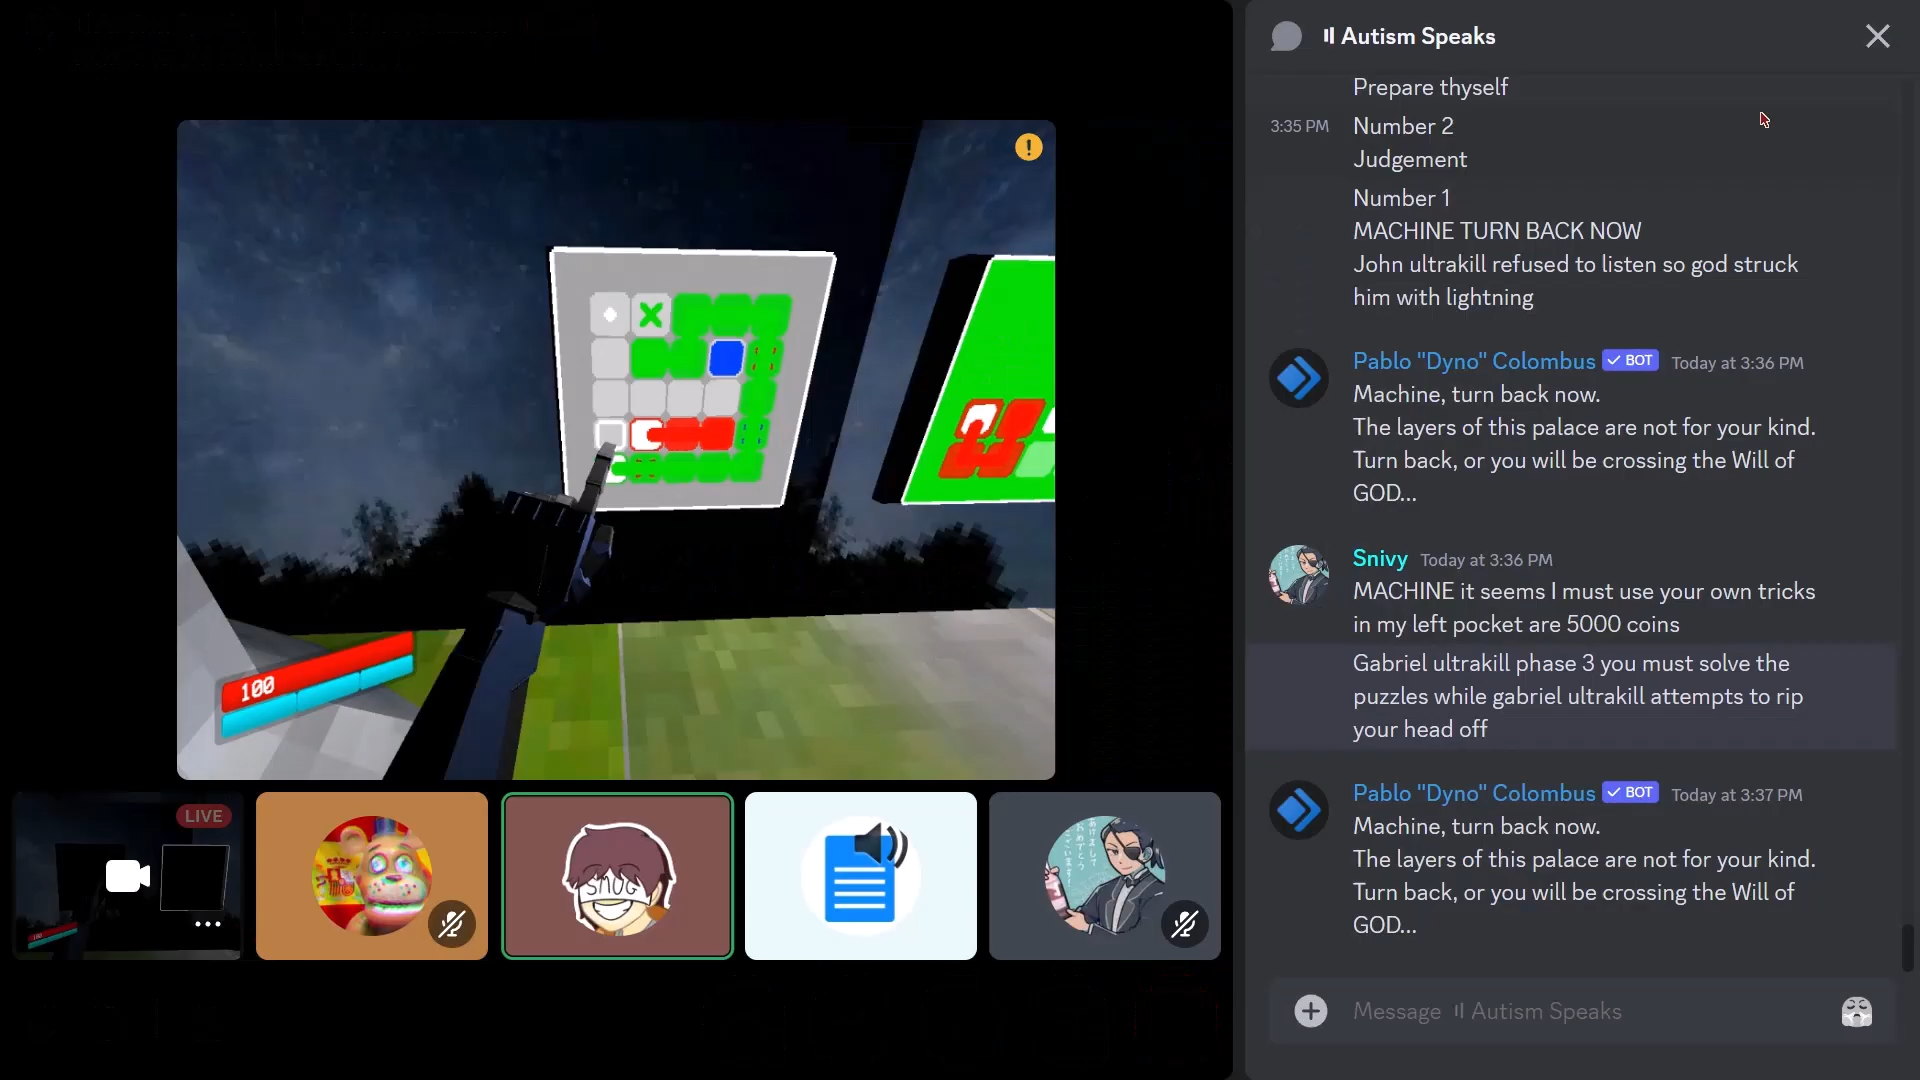 Autism Speaks
Prepare thyself
3:35 PM Number 2
Judgement
Number 1
MACHINE TURN BACK NOW
John ultrakill refused to listen so god struck
him with lightning
Pablo "Dyno" Colombus BOT Today at 3:36 PM
Machine, turn back now.
The layers of this palace are not for your kind.
Turn back, or you will be crossing the Will of
GOD...
Snivy Today at 3:36 PM
MACHINE it seems I must use your own tricks
in my left pocket are 5000 coins
Gabriel ultrakill phase 3 you must solve the
puzzles while gabriel ultrakill attempts to rip
your head off
Pablo "Dyno" Colombus BOT Today at 3:37 PM
Machine, turn back now.
The layers of this palace are not for your kind.
Turn back, or you will be crossing the Will of
GOD...
Message Autism Speaks
100
LIVE
SMUG